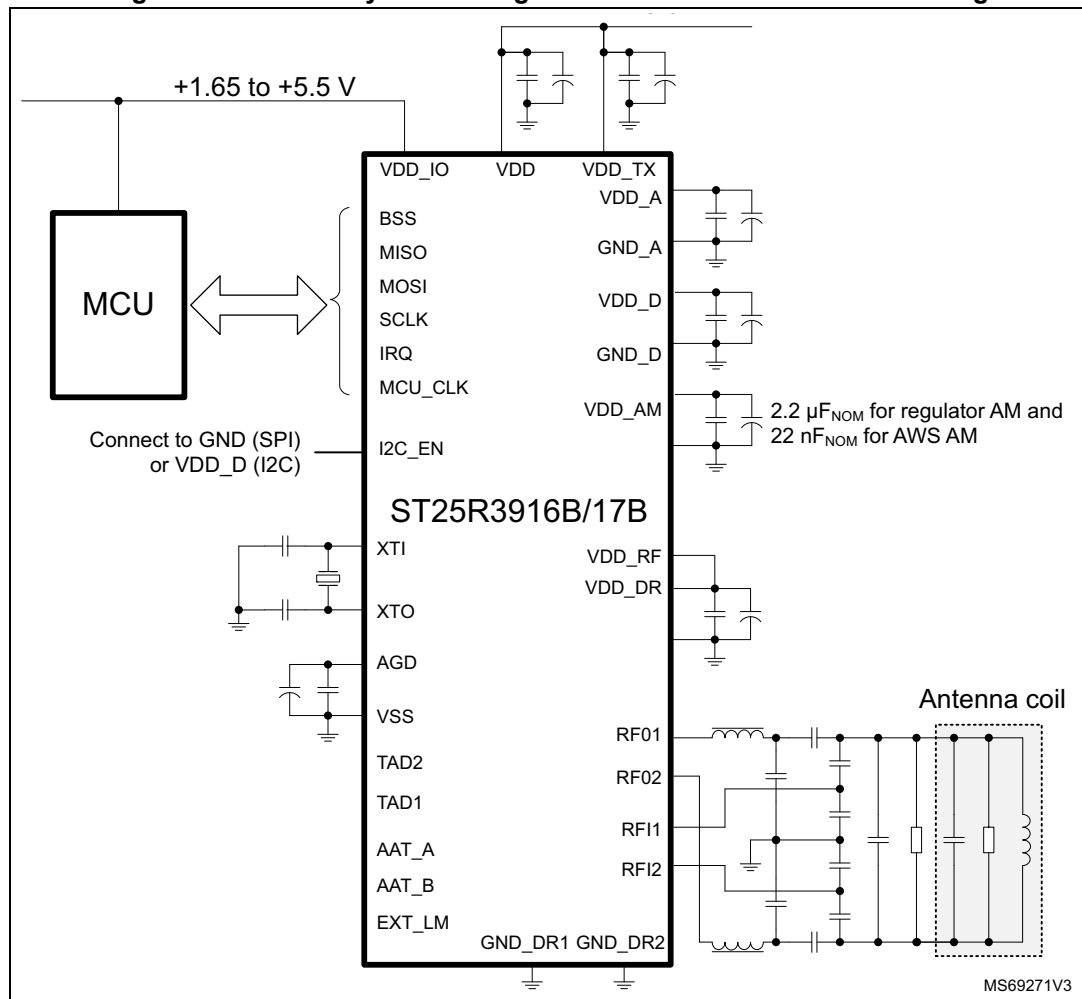 +1.65 to +5.5 V
VDD_IO
VDD
VDD_TX
VDD_A
BSS
GND_A
MISO
MOSI
VDD_D
MCU
SCLK
IRQ
GND_D
MCU_CLK
VDD_AM
2.2 µFNOM for regulator AM and
22 nFNOM for AWS AM
Connect to GND (SPI)
or VDD_D (I2C)
I2C_EN
ST25R3916B/17B
XTI
VDD_RF
VDD_DR
XTO
AGD
Antenna coil
VSS
RF01
TAD2
RF02
TAD1
RFI1
AAT_A
RFI2
AAT_B
EXT_LM
GND_DR1
GND_DR2
MS69271V3